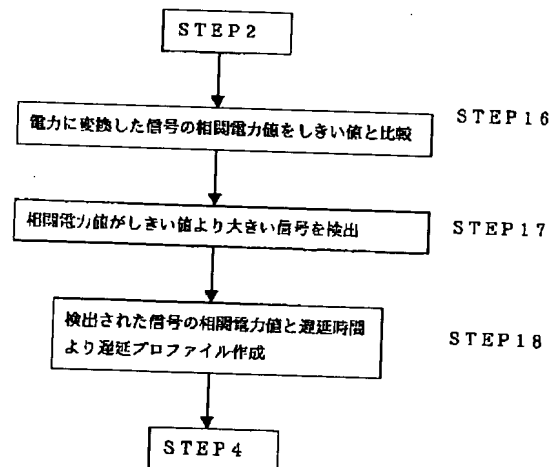 STEP2
電力に変換した信号の相関電力値をしきい値と比較
STEP16
相関電力値がしきい値より大きい信号を検出
STEP17
検出された信号の相関電力値と遅延時間
より遅延プロファイル作成
STEP18
STEP4